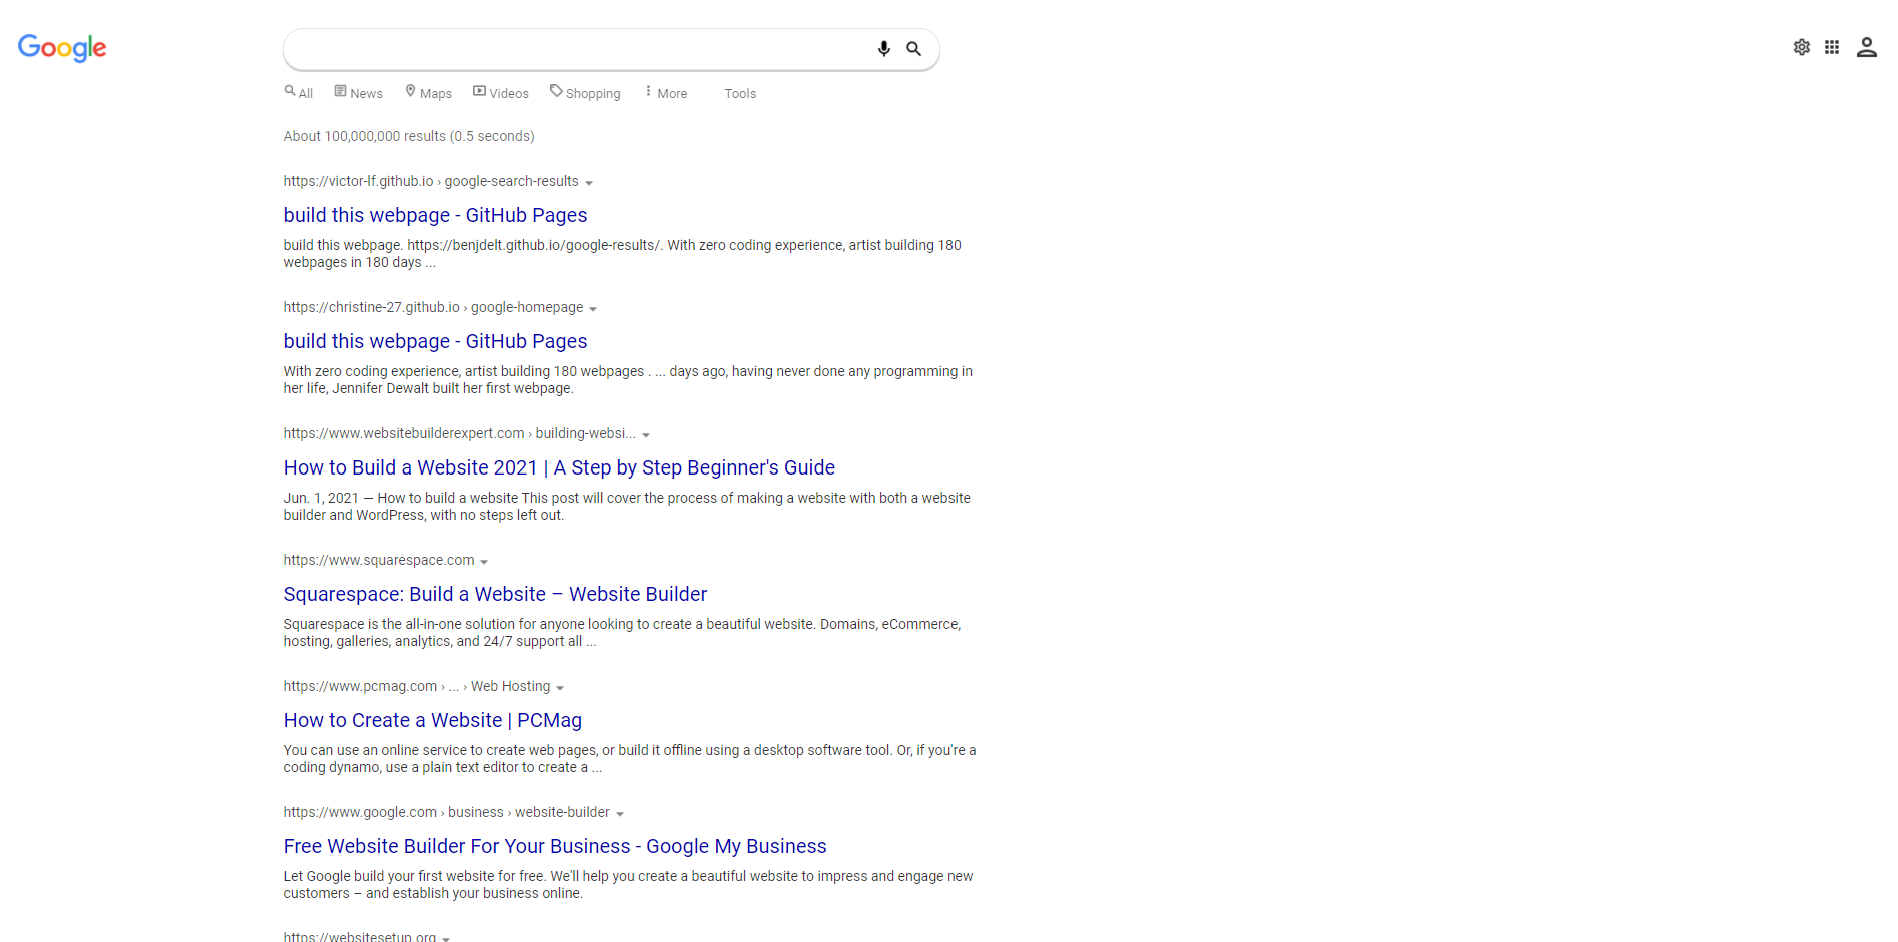 Google
All News Maps Videos Shopping More Tools
About 100,000,000 results (0.5 seconds)
https://victor-lf.github.io › google-search-results
build this webpage - GitHub Pages
build this webpage. https://benjdelt.github.io/google-results/. With zero coding experience, artist building 180
webpages in 180 days ...
https://christine-27.github.io › google-homepage
build this webpage - GitHub Pages
With zero coding experience, artist building 180 webpages . ... days ago, having never done any programming in
her life, Jennifer Dewalt built her first webpage.
https://www.websitebuilderexpert.com › building-websi...
How to Build a Website 2021 | A Step by Step Beginner's Guide
Jun. 1, 2021 — How to build a website This post will cover the process of making a website with both a website
builder and WordPress, with no steps left out.
https://www.squarespace.com
Squarespace: Build a Website – Website Builder
Squarespace is the all-in-one solution for anyone looking to create a beautiful website. Domains, eCommerce,
hosting, galleries, analytics, and 24/7 support all ...
https://www.pcmag.com › ... › Web Hosting
How to Create a Website | PCMag
You can use an online service to create web pages, or build it offline using a desktop software tool. Or, if you're a
coding dynamo, use a plain text editor to create a ...
https://www.google.com › business › website-builder
Free Website Builder For Your Business - Google My Business
Let Google build your first website for free. We'll help you create a beautiful website to impress and engage new
customers – and establish your business online.
https://websitesetup.org